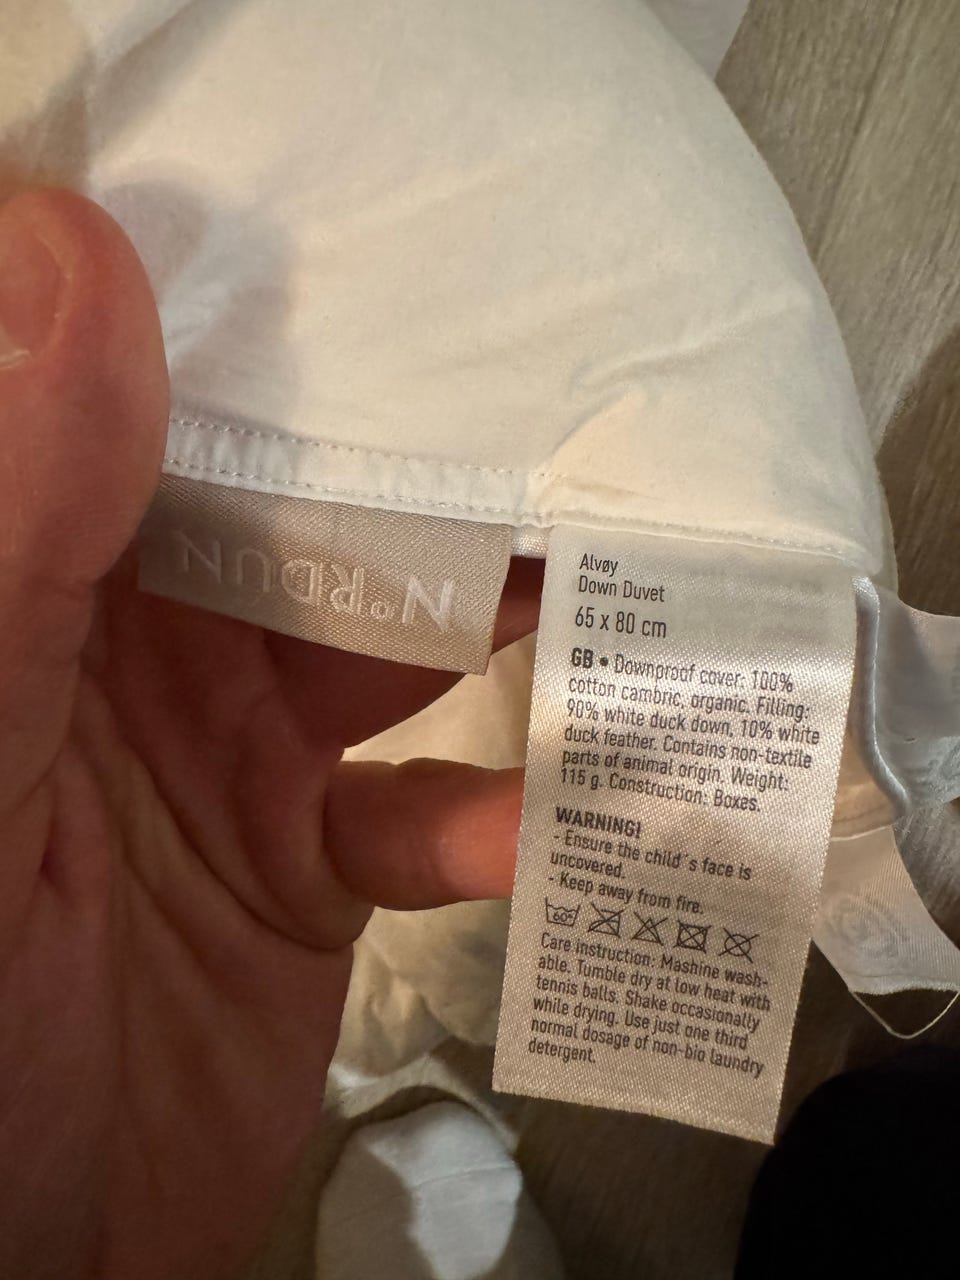 NoRDUN
Alvøy
Down Duvet
65 x 80 cm
GB • Downproof cover: 100%
cotton cambric, organic. Filling:
90% white duck down, 10% white
duck feather. Contains non-textile
parts of animal origin. Weight:
115 g. Construction: Boxes.
WARNING!
- Ensure the child´s face is
uncovered.
- Keep away from fire.
60°
Care instruction: Mashine wash-
able. Tumble dry at low heat with
tennis balls. Shake occasionally
while drying. Use just one third
normal dosage of non-bio laundry
detergent.